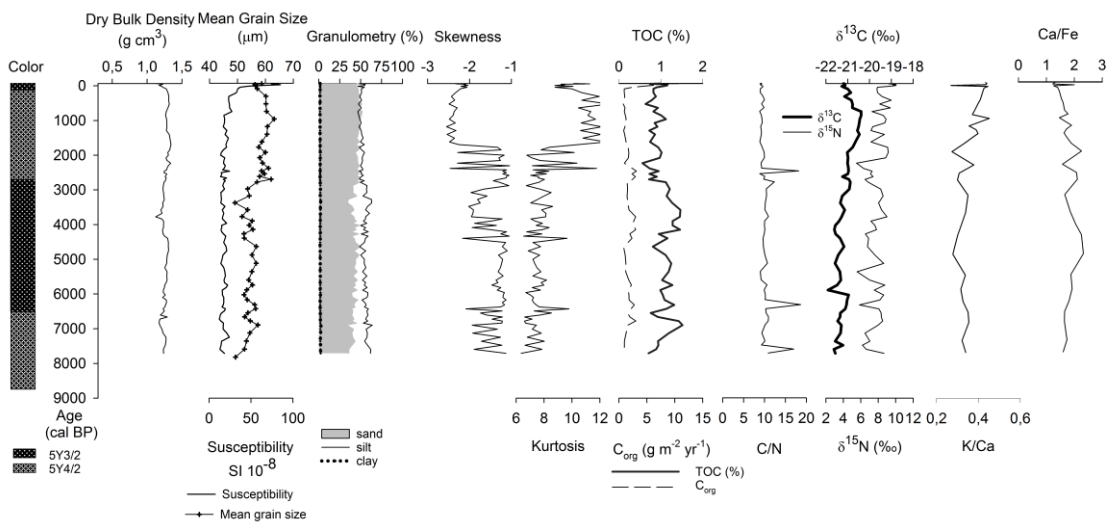 Dry Bulk Density Mean Grain Size
(g cm3) (μm) Granulometry (%) Skewness TOC (%) δ13C (‰) Ca/Fe
Color 0,5 1,0 1,5 40 50 60 70 0 25 50 75 100 -3 -2 -1 0 1 2 -22 -21 -20 -19 -18 0 1 2 3
0
1000
2000
3000
4000
5000
6000
7000
8000
9000
δ13C
δ15N
Age
(cal BP)
0 50 100 6 8 10 12 0 5 10 15 0 5 10 15 20 2 4 6 8 10 12 0,2 0,4 0,6
Susceptibility
SI 10-8
sand
silt
clay
Kurtosis Corg (g m-2 yr-1) C/N δ15N (‰) K/Ca
5Y3/2
5Y4/2
TOC (%)
Corg
Susceptibility
Mean grain size